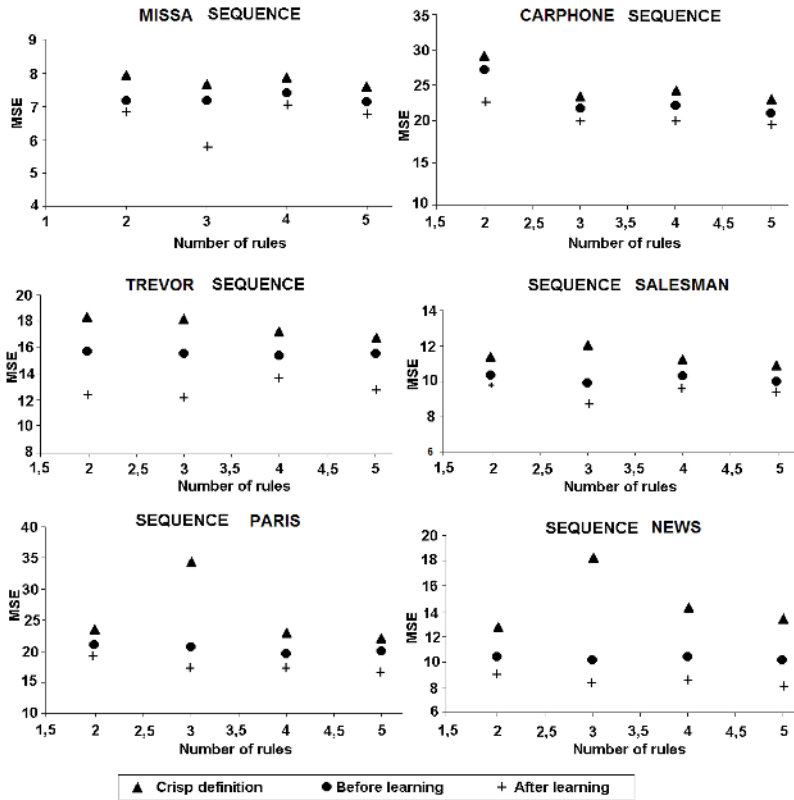 MISSA SEQUENCE
9
8
7
6
5
4
MSE
1 2 3 4 5
Number of rules
CARPHONE SEQUENCE
35
30
25
20
15
10
MSE
1,5 2 2,5 3 3,5 4 4,5 5
Number of rules
TREVOR SEQUENCE
20
18
16
14
12
10
8
MSE
1,5 2 2,5 3 3,5 4 4,5 5
Number of rules
SEQUENCE SALESMAN
14
12
10
8
6
MSE
1,5 2 2,5 3 3,5 4 4,5 5
Number of rules
SEQUENCE PARIS
40
35
30
25
20
15
10
MSE
1,5 2 2,5 3 3,5 4 4,5 5
Number of rules
SEQUENCE NEWS
20
18
16
14
12
10
8
6
MSE
1,5 2 2,5 3 3,5 4 4,5 5
Number of rules
Crisp definition Before learning After learning